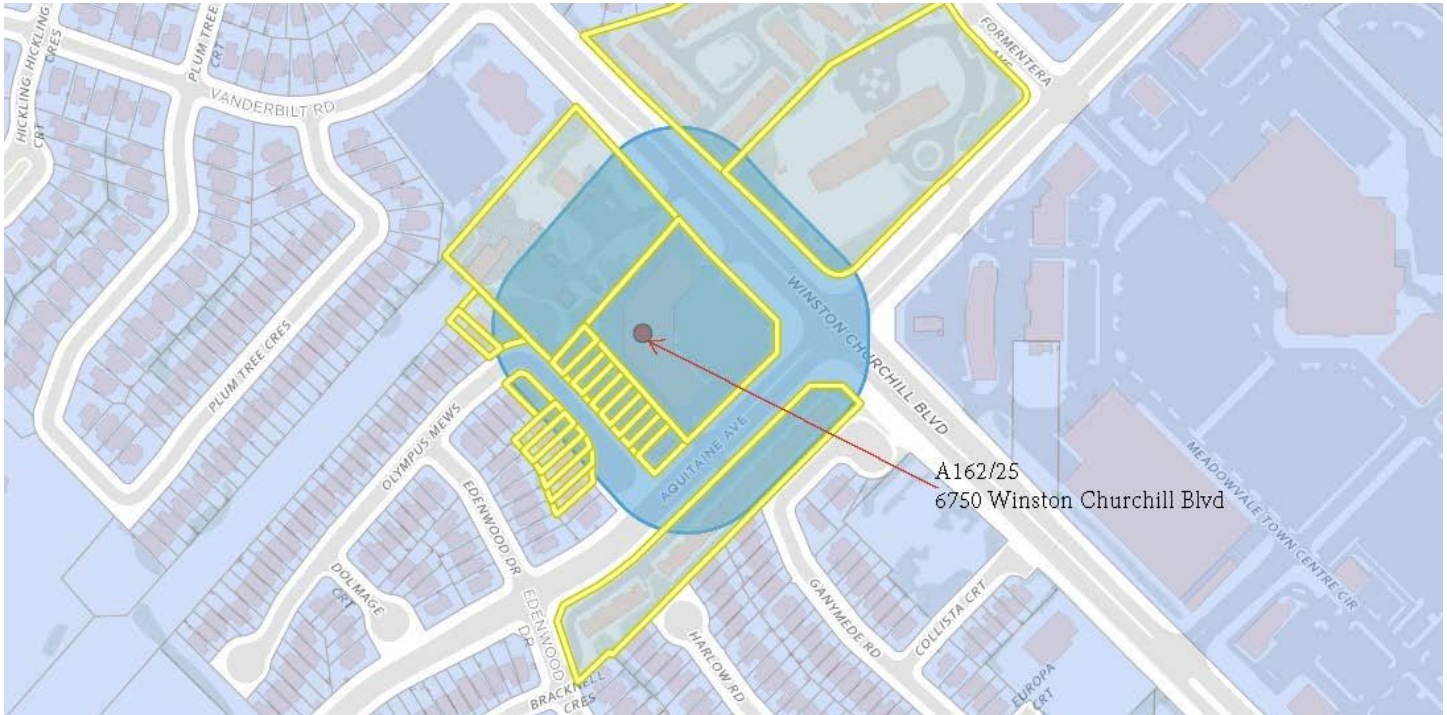 HICKLING
HICKLING
CRES
HICKLING
CRT
PLUM TREE
CRT
VANDERBILT RD
FORMENTERA
AVE
PLUM TREE CRES
WINSTON CHURCHILL BLVD
OLYMPUS MEWS
AQUITAINE AVE
EDENWOOD DR
DOLMAGE
CRT
EDENWOOD
DR
BRACKNELL
CRES
HARLOW RD
GANYMEDE RD
COLLISTA CRT
EUROPA
CRT
MEADOWVALE TOWN CENTRE CIR
A162/25
6750 Winston Churchill Blvd